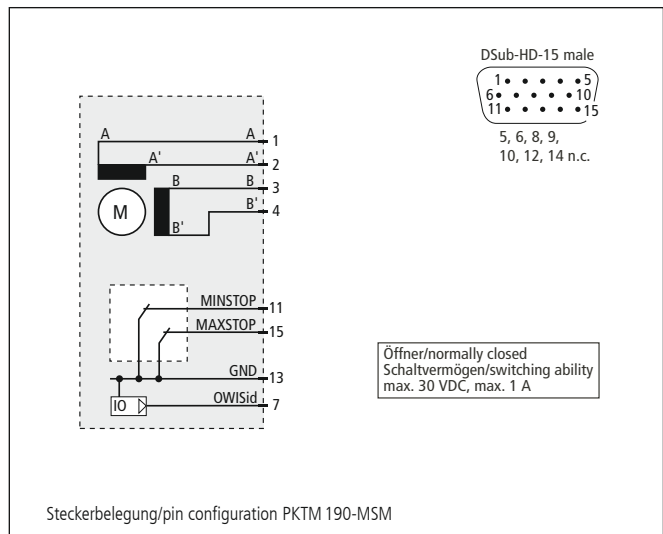 DSub-HD-15 male
1 5
6 10
11 15
5, 6, 8, 9,
10, 12, 14 n.c.
A A 1
A' A' 2
B B 3
M B' 4
B'
MINSTOP 11
MAXSTOP 15
GND 13
IO OWISid 7
Öffner/normally closed
Schaltvermögen/switching ability
max. 30 VDC, max. 1 A
Steckerbelegung/pin configuration PKTM 190-MSM